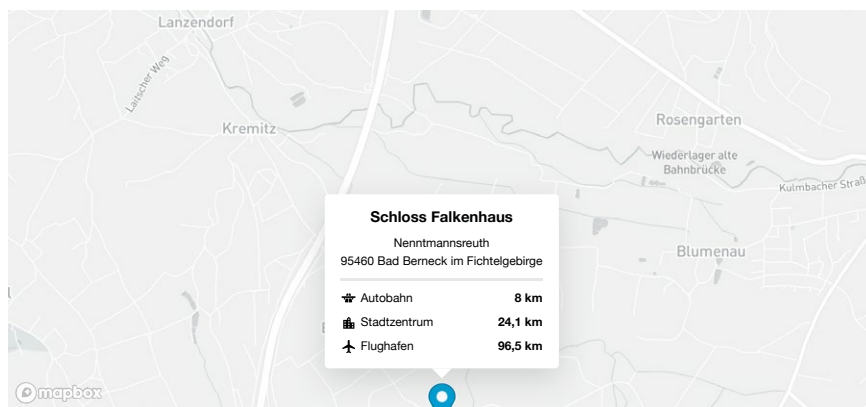 Lanzendorf
Laitscher Weg
Kremitz
Rosengarten
Wiederlager alte
Bahnbrücke
Kulmbacher Straß
Schloss Falkenhaus
Nenntmannsreuth
95460 Bad Berneck im Fichtelgebirge
Blumenau
Autobahn 8 km
Stadtzentrum 24,1 km
Flughafen 96,5 km
mapbox